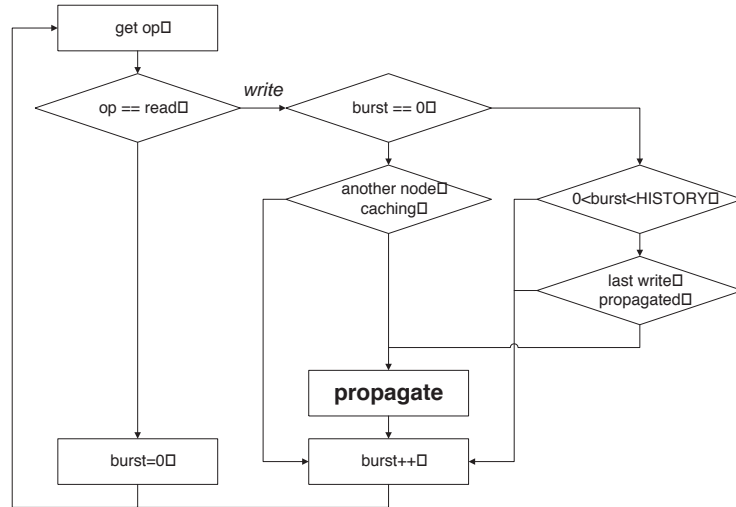 get op
op == read
write
burst == 0
another node
caching
0<burst<HISTORY
last write
propagated
propagate
burst=0
burst++